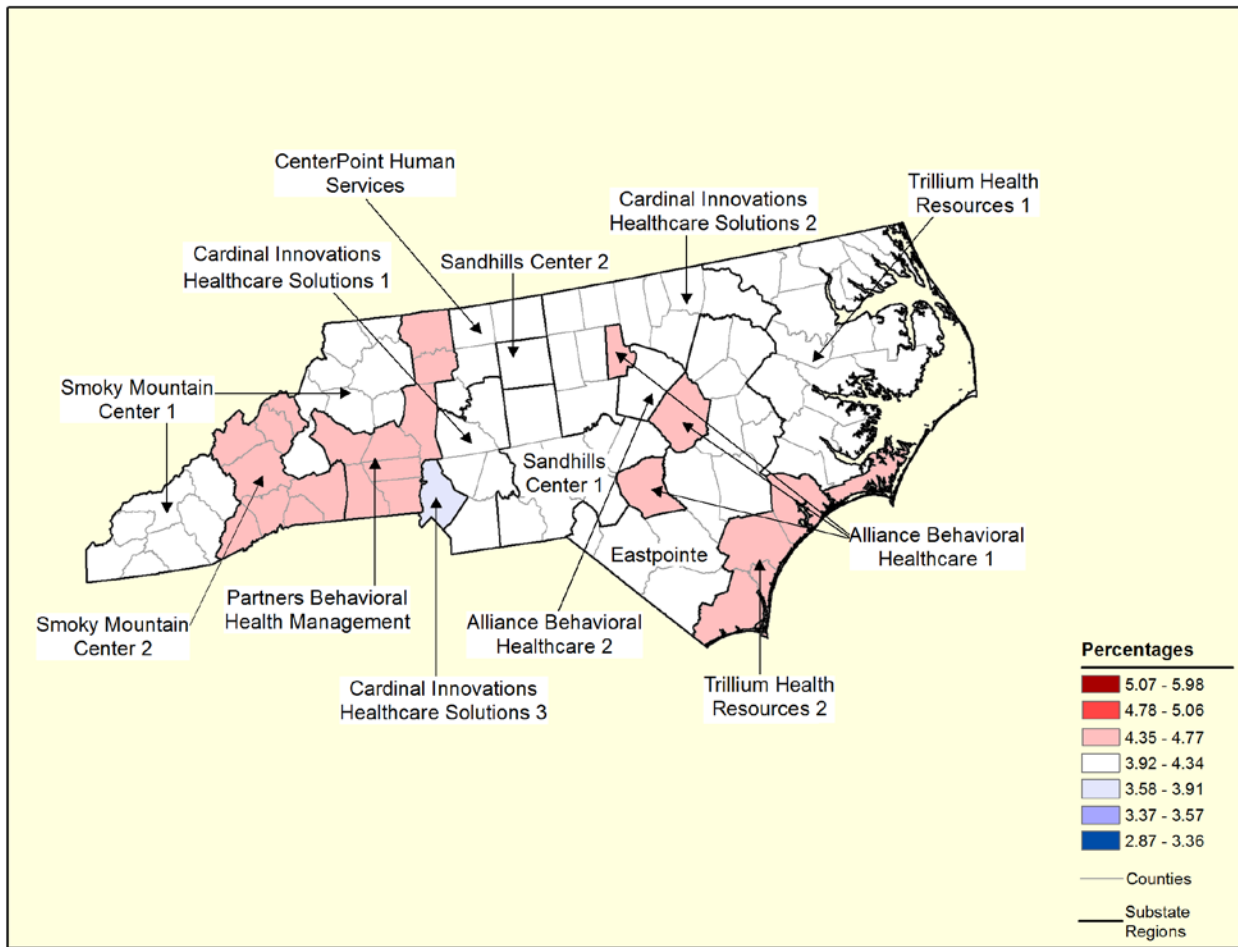 CenterPoint Human
Services
Trillium Health
Resources 1
Cardinal Innovations
Healthcare Solutions 2
Cardinal Innovations
Healthcare Solutions 1
Sandhills Center 2
Smoky Mountain
Center 1
Sandhills
Center 1
Alliance Behavioral
Healthcare 1
Eastpointe
Partners Behavioral
Health Management
Smoky Mountain
Center 2
Alliance Behavioral
Healthcare 2
Cardinal Innovations
Healthcare Solutions 3
Trillium Health
Resources 2
Percentages
5.07 - 5.98
4.78 - 5.06
4.35 - 4.77
3.92 - 4.34
3.58 - 3.91
3.37 - 3.57
2.87 - 3.36
Counties
Substate
Regions